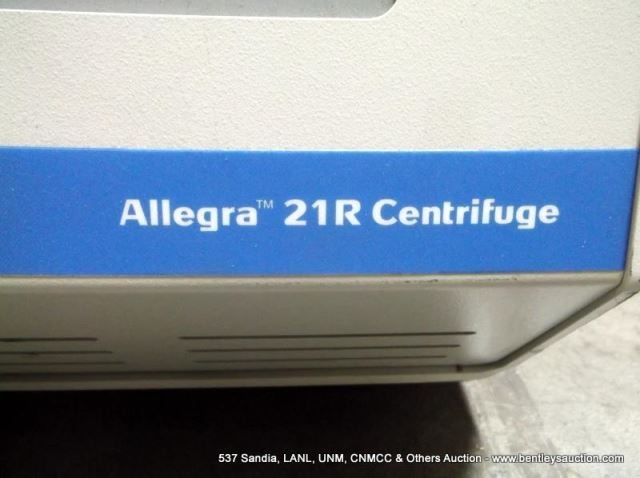 Allegra™ 21R Centrifuge
537 Sandia, LANL, UNM, CNMCC & Others Auction - www.bentleysauction.com